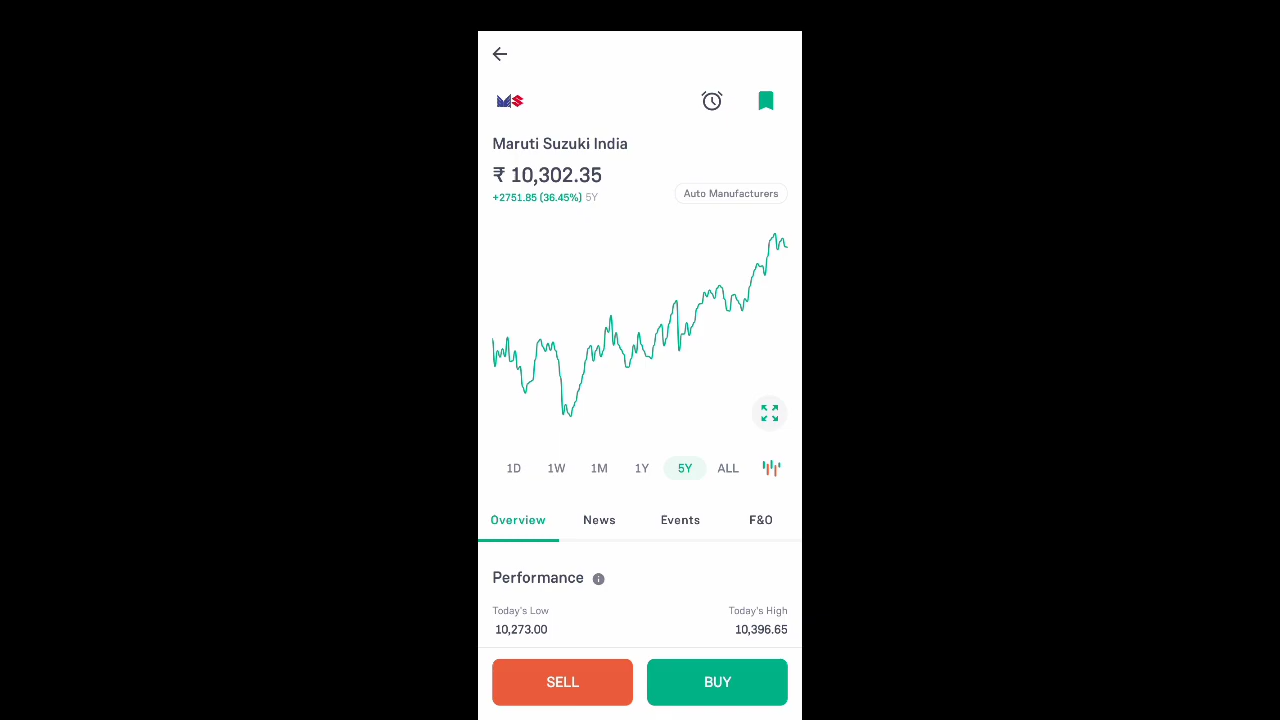 Maruti Suzuki India
₹ 10,302.35
+2751.85 (36.45%) 5Y
Auto Manufacturers
1D 1W 1M 1Y 5Y ALL
Overview News Events F&O
Performance
Today's Low Today's High
10,273.00 10,396.65
SELL BUY